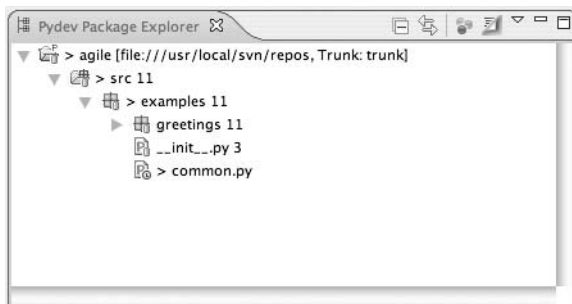 Pydev Package Explorer
> agile [file:///usr/local/svn/repos, Trunk: trunk]
> src 11
> examples 11
greetings 11
__init__.py 3
> common.py